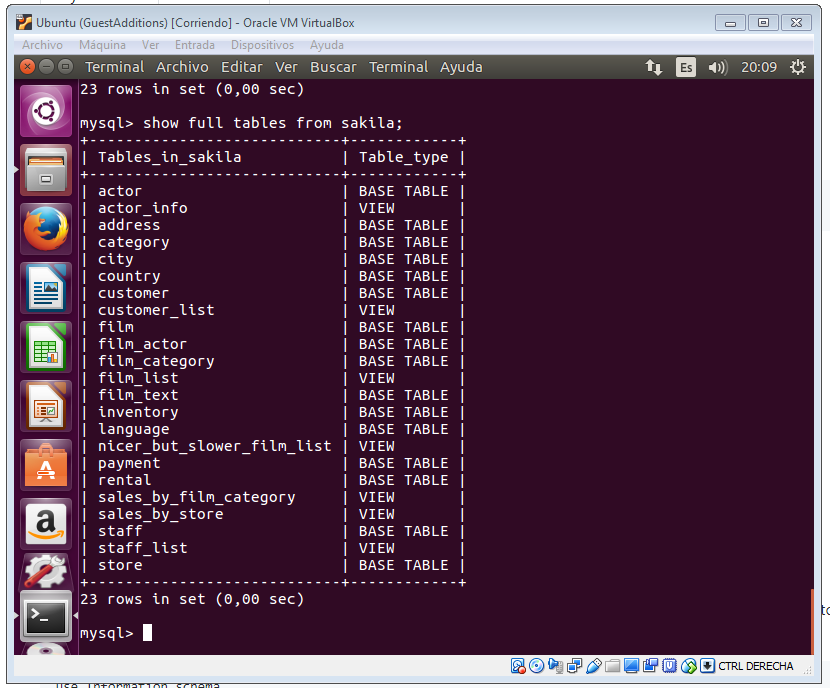 Ubuntu (GuestAdditions) [Corriendo] - Oracle VM VirtualBox
Archivo Máquina Ver Entrada Dispositivos Ayuda
Terminal Archivo Editar Ver Buscar Terminal Ayuda Es 20:09
23 rows in set (0,00 sec)
mysql> show full tables from sakila;
+----------------------------+------------+
| Tables_in_sakila | Table_type |
+----------------------------+------------+
| actor | BASE TABLE |
| actor_info | VIEW |
| address | BASE TABLE |
| category | BASE TABLE |
| city | BASE TABLE |
| country | BASE TABLE |
| customer | BASE TABLE |
| customer_list | VIEW |
| film | BASE TABLE |
| film_actor | BASE TABLE |
| film_category | BASE TABLE |
| film_list | VIEW |
| film_text | BASE TABLE |
| inventory | BASE TABLE |
| language | BASE TABLE |
| nicer_but_slower_film_list | VIEW |
| payment | BASE TABLE |
| rental | BASE TABLE |
| sales_by_film_category | VIEW |
| sales_by_store | VIEW |
| staff | BASE TABLE |
| staff_list | VIEW |
| store | BASE TABLE |
+----------------------------+------------+
23 rows in set (0,00 sec)
mysql>
CTRL DERECHA